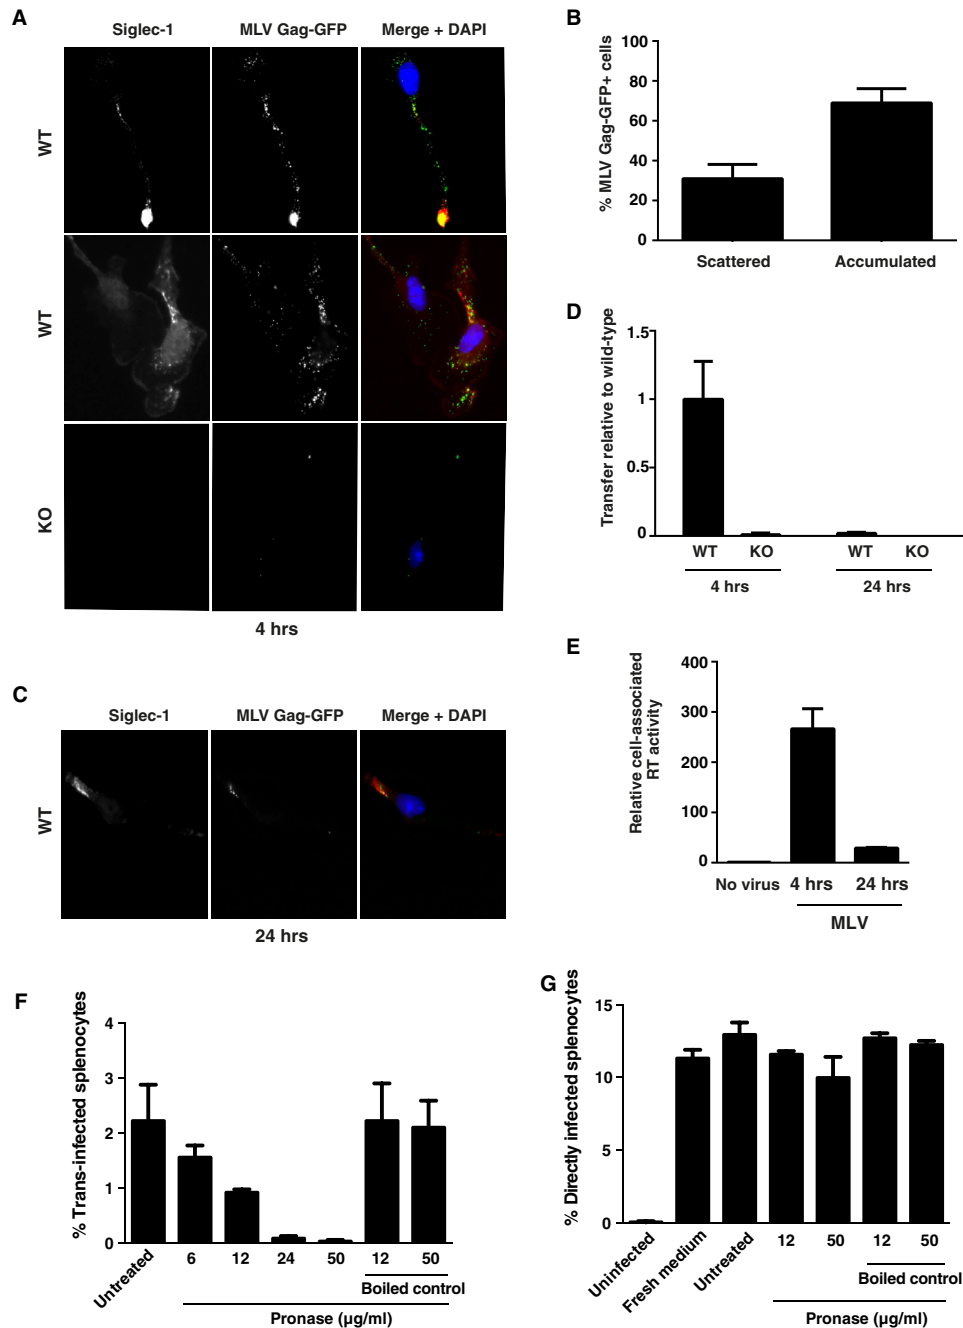 A
Siglec-1 MLV Gag-GFP Merge + DAPI
WT
WT
KO
4 hrs
B
% MLV Gag-GFP+ cells
100
80
60
40
20
0
Scattered Accumulated
D
Transfer relative to wild-type
1.5
1
0.5
0
WT KO WT KO
4 hrs 24 hrs
C
Siglec-1 MLV Gag-GFP Merge + DAPI
WT
24 hrs
E
Relative cell-associated
RT activity
400
300
200
100
0
No virus 4 hrs 24 hrs
MLV
F
% Trans-infected splenocytes
4
3
2
1
0
Untreated 6 12 24 50 12 50
Boiled control
Pronase (µg/ml)
G
% Directly infected splenocytes
15
10
5
0
Uninfected Fresh medium Untreated 12 50 12 50
Boiled control
Pronase (µg/ml)